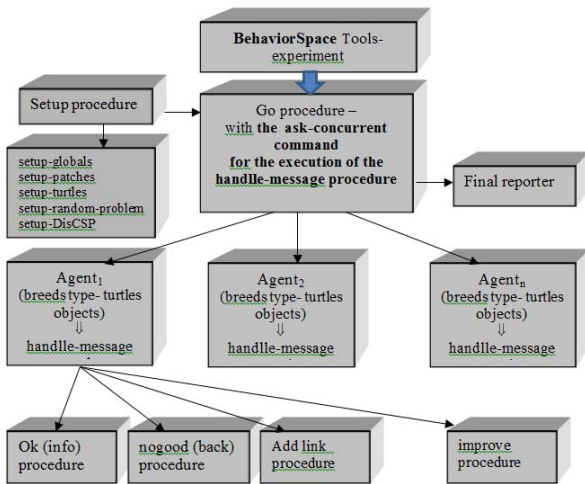 BehaviorSpace Tools-
experiment
Setup procedure
Go procedure –
with the ask-concurrent
command
for the execution of the
handlle-message procedure
setup-globals
setup-patches
setup-turtles
setup-random-problem
setup-DisCSP
Final reporter
Agent₁
(breeds type- turtles
objects)
⇓
handlle-message
Agent₂
(breeds type- turtles
objects)
⇓
handlle-message
Agentₙ
(breeds type- turtles
objects)
⇓
handlle-message
Ok (info)
procedure
nogood (back)
procedure
Add link
procedure
improve
procedure